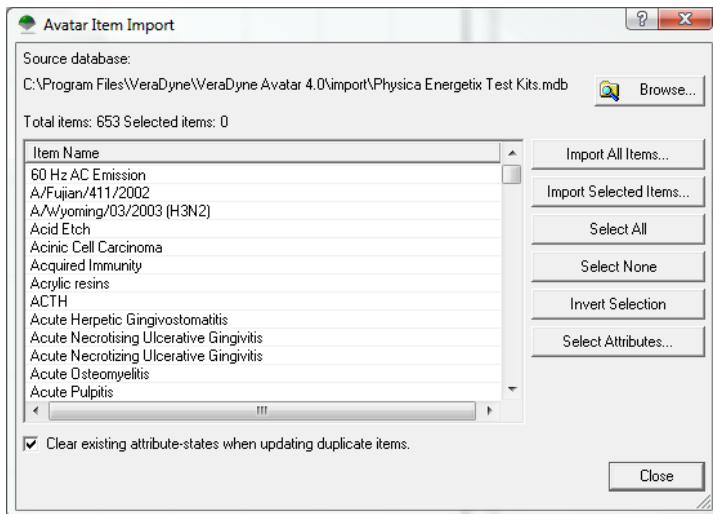 Avatar Item Import
Source database:
C:\Program Files\VeraDyne\VeraDyne Avatar 4.0\import\Physica Energetix Test Kits.mdb
Browse...
Total items: 653 Selected items: 0
Item Name
60 Hz AC Emission
A/Fujian/411/2002
A/Wyoming/03/2003 (H3N2)
Acid Etch
Acinic Cell Carcinoma
Acquired Immunity
Acrylic resins
ACTH
Acute Herpetic Gingivostomatitis
Acute Necrotising Ulcerative Gingivitis
Acute Necrotizing Ulcerative Gingivitis
Acute Osteomyelitis
Acute Pulpitis
Import All Items...
Import Selected Items...
Select All
Select None
Invert Selection
Select Attributes...
Clear existing attribute-states when updating duplicate items.
Close